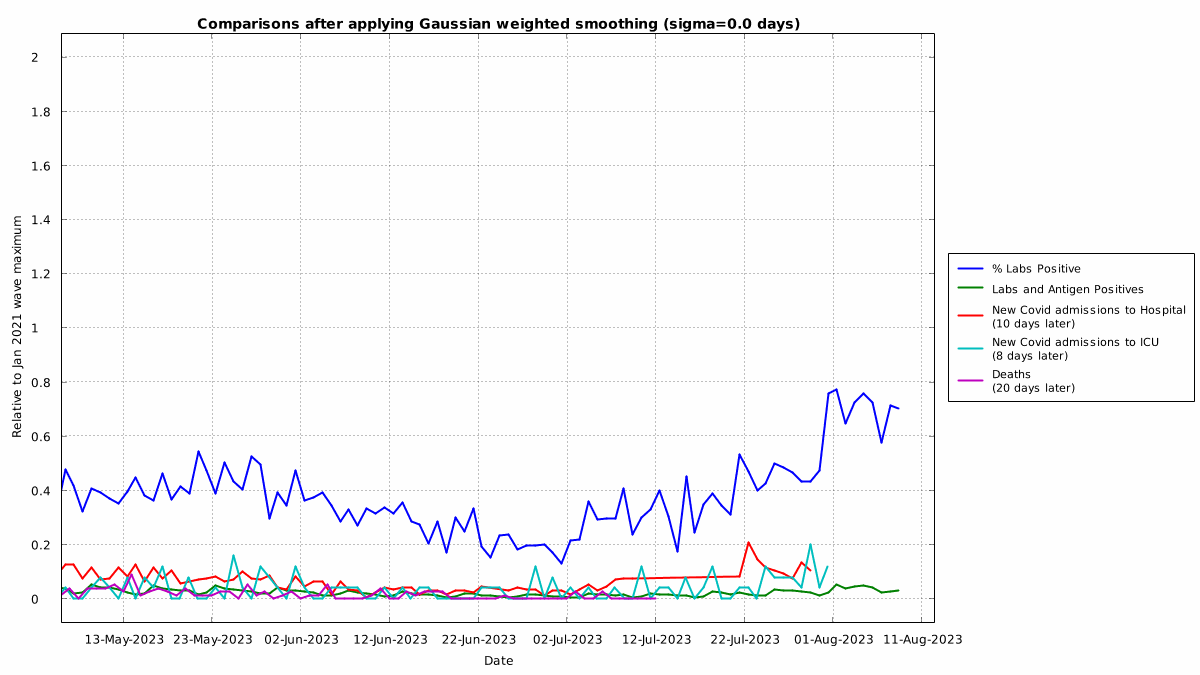 Comparisons after applying Gaussian weighted smoothing (sigma=0.0 days)
Relative to Jan 2021 wave maximum
2
1.8
1.6
1.4
1.2
1
0.8
0.6
0.4
0.2
0
13-May-2023 23-May-2023 02-Jun-2023 12-Jun-2023 22-Jun-2023 02-Jul-2023 12-Jul-2023 22-Jul-2023 01-Aug-2023 11-Aug-2023
Date
% Labs Positive
Labs and Antigen Positives
New Covid admissions to Hospital
(10 days later)
New Covid admissions to ICU
(8 days later)
Deaths
(20 days later)